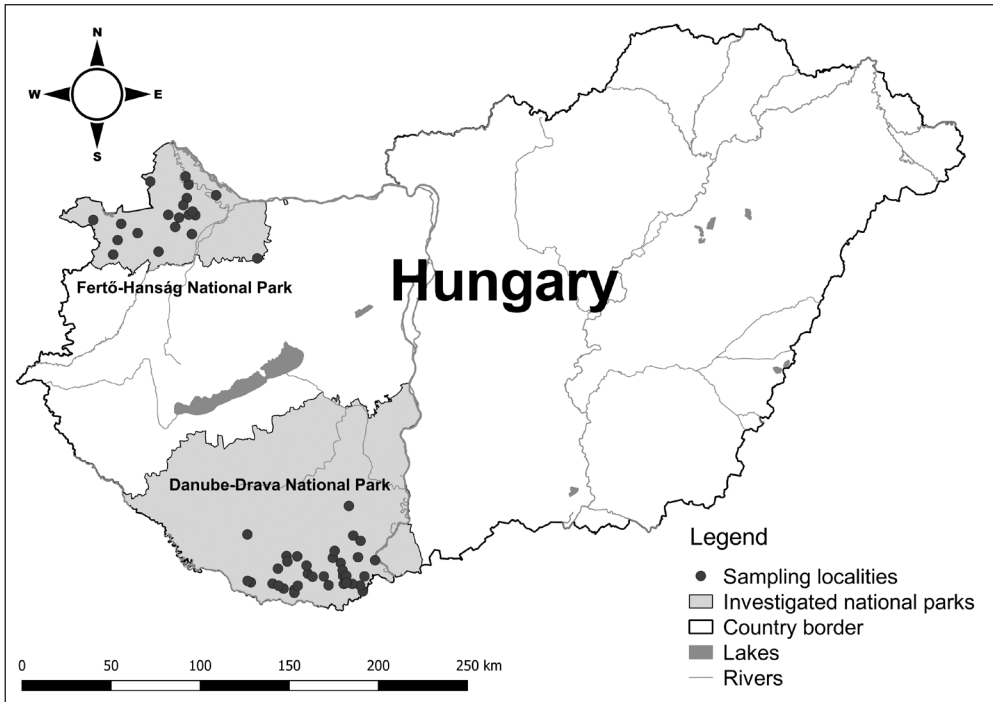 N
W E
S
Hungary
Fertő-Hanság National Park
Danube-Drava National Park
Legend
Sampling localities
Investigated national parks
Country border
Lakes
Rivers
0 50 100 150 200 250 km